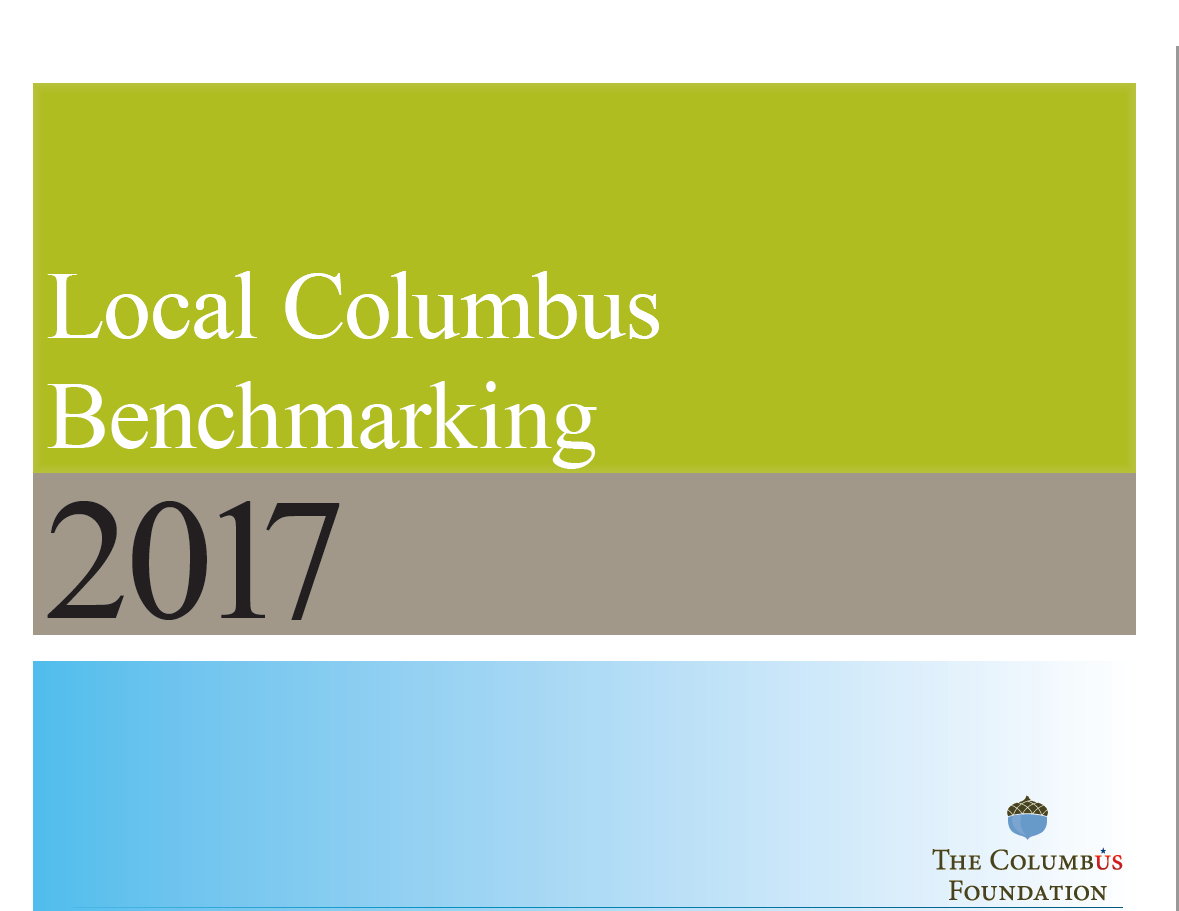 Local Columbus
Benchmarking
2017
The Columbus
Foundation